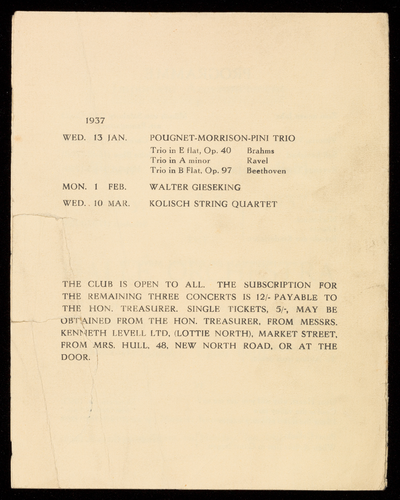 1937
WED. 13 JAN. POUGNET-MORRISON-PINI TRIO
Trio in E flat, Op. 40 Brahms
Trio in A minor Ravel
Trio in B Flat, Op. 97 Beethoven
MON. 1 FEB. WALTER GIESEKING
WED. 10 MAR. KOLISCH STRING QUARTET
THE CLUB IS OPEN TO ALL. THE SUBSCRIPTION FOR
THE REMAINING THREE CONCERTS IS 12/- PAYABLE TO
THE HON. TREASURER. SINGLE TICKETS, 5/-, MAY BE
OBTAINED FROM THE HON. TREASURER, FROM MESSRS.
KENNETH LEVELL LTD, (LOTTIE NORTH), MARKET STREET,
FROM MRS. HULL, 48, NEW NORTH ROAD, OR AT THE
DOOR.